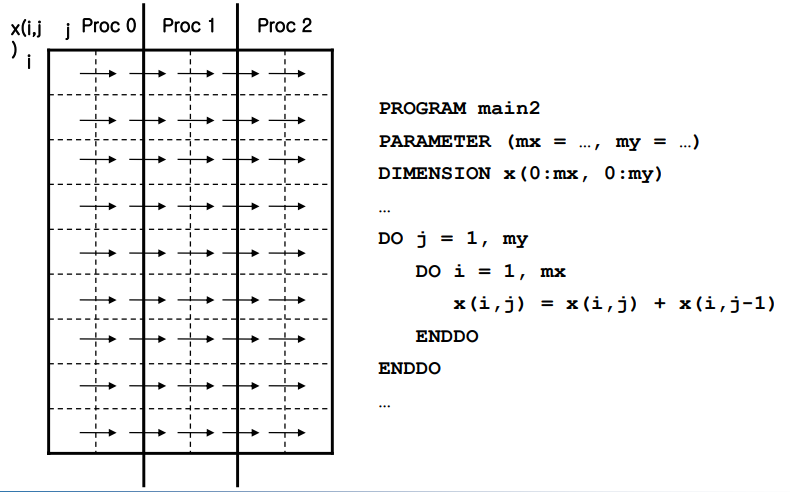 x(i,j j Proc 0 Proc 1 Proc 2
) i
PROGRAM main2
PARAMETER (mx = …, my = …)
DIMENSION x(0:mx, 0:my)
…
DO j = 1, my
DO i = 1, mx
x(i,j) = x(i,j) + x(i,j-1)
ENDDO
ENDDO
…